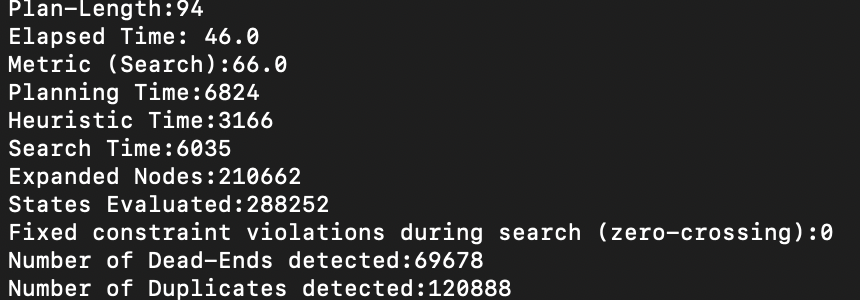 Plan-Length:94
Elapsed Time: 46.0
Metric (Search):66.0
Planning Time:6824
Heuristic Time:3166
Search Time:6035
Expanded Nodes:210662
States Evaluated:288252
Fixed constraint violations during search (zero-crossing):0
Number of Dead-Ends detected:69678
Number of Duplicates detected:120888